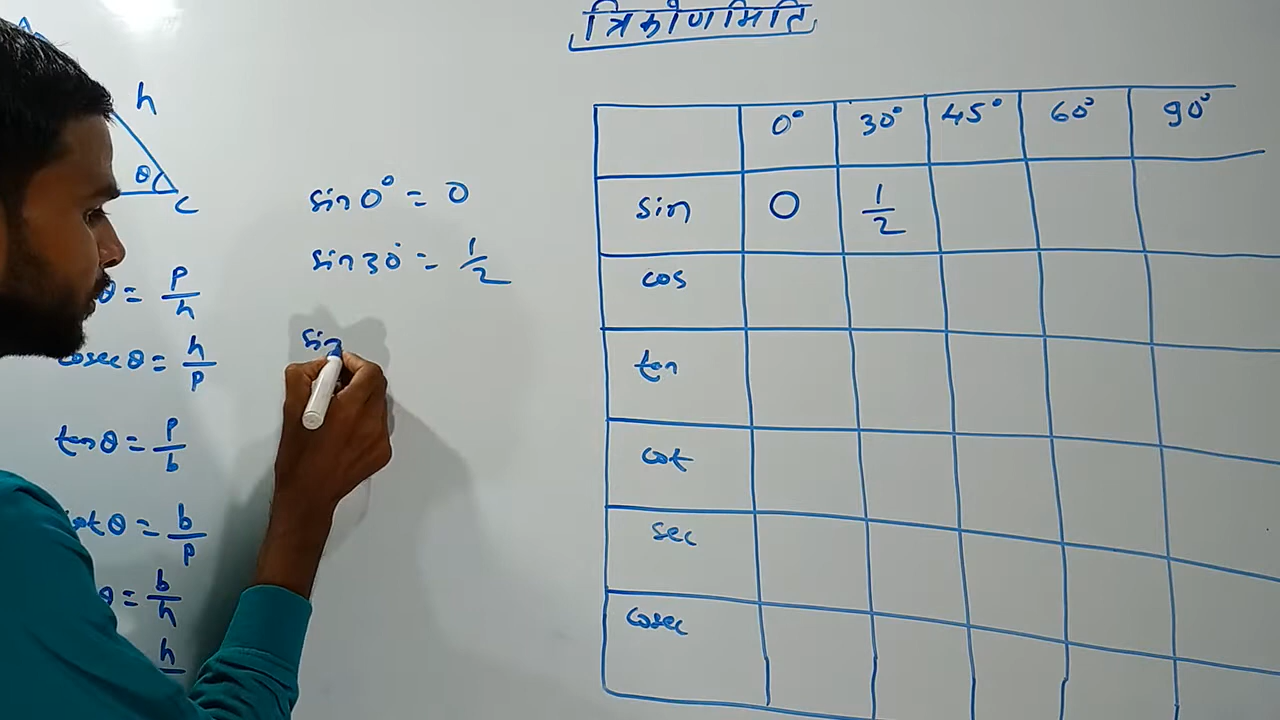 त्रिकोणमिति
h
θ
C
θ = p/h
cosec θ = h/p
tan θ = p/b
cot θ = b/p
θ = b/h
h
sin 0° = 0
sin 30° = 1/2
sin
0° 30° 45° 60° 90°
sin 0 1/2
cos
tan
cot
sec
cosec